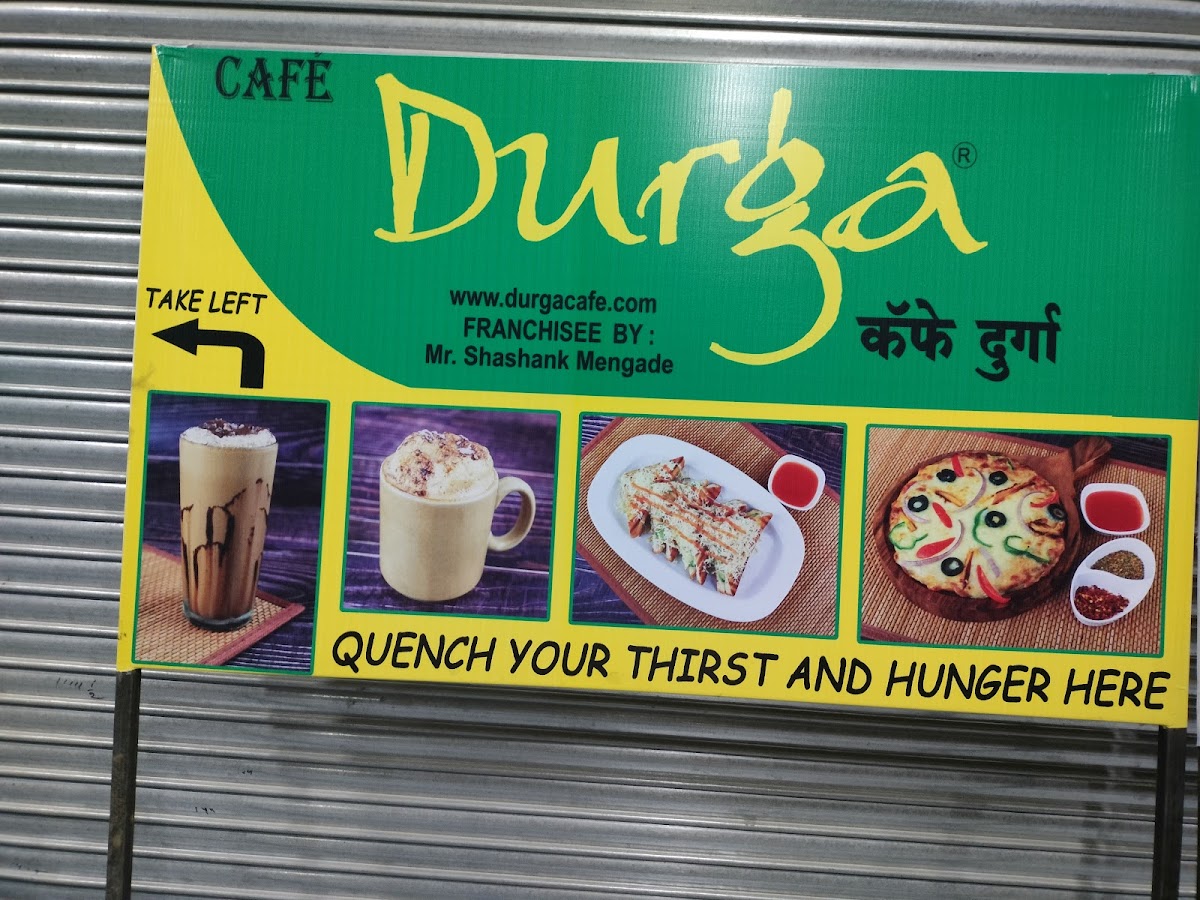 CAFÉ
Durga®
TAKE LEFT
www.durgacafe.com
FRANCHISEE BY :
Mr. Shashank Mengade
कॅफे दुर्गा
QUENCH YOUR THIRST AND HUNGER HERE